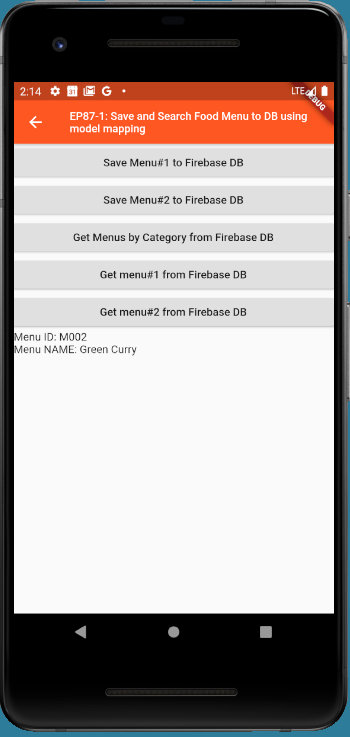 2:14
31
G
LTE
DEBUG
EP87-1: Save and Search Food Menu to DB using
model mapping
Save Menu#1 to Firebase DB
Save Menu#2 to Firebase DB
Get Menus by Category from Firebase DB
Get menu#1 from Firebase DB
Get menu#2 from Firebase DB
Menu ID: M002
Menu NAME: Green Curry